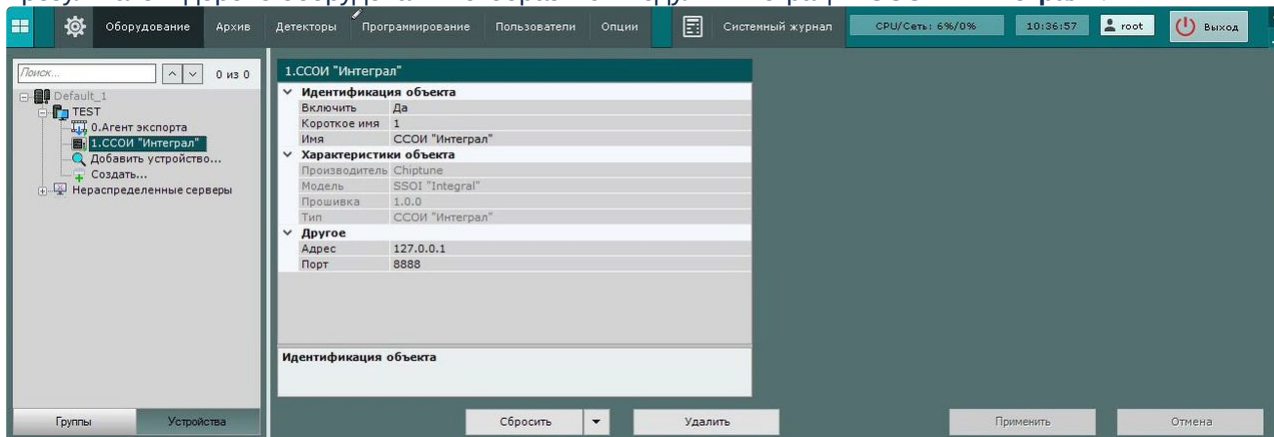 Оборудование Архив Детекторы Программирование Пользователи Опции Системный журнал CPU/Сеть: 6%/0% 10:36:57 root Выход
Поиск... 0 из 0
Default_1
TEST
0.Агент экспорта
1.ССОИ "Интеграл"
Добавить устройство...
Создать...
Нераспределенные серверы
Группы Устройства
1.ССОИ "Интеграл"
Идентификация объекта
Включить Да
Короткое имя 1
Имя ССОИ "Интеграл"
Характеристики объекта
Производитель Chiptune
Модель SSOI "Integral"
Прошивка 1.0.0
Тип ССОИ "Интеграл"
Другое
Адрес 127.0.0.1
Порт 8888
Идентификация объекта
Сбросить Удалить Применить Отмена